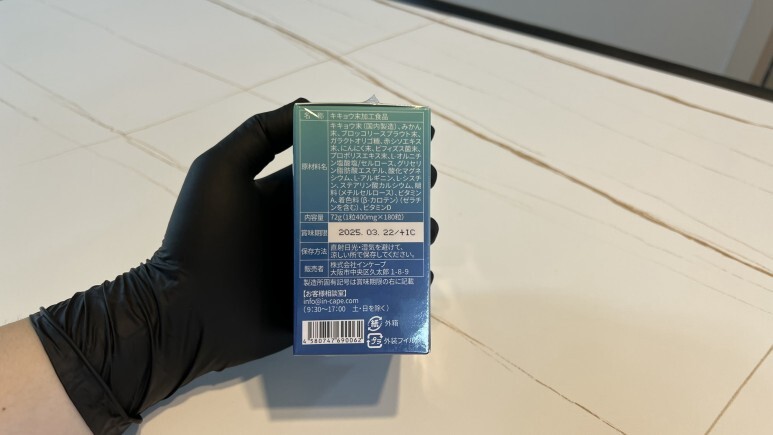 名　称 キキョウ末加工食品
原材料名 キキョウ末(国内製造)、みかん
末、ブロッコリースプラウト末、
ガラクトオリゴ糖、赤シソエキス
末、にんにく末、ビフィズス菌末、
プロポリスエキス末、L-オルニチ
ン塩酸塩/セルロース、グリセリン
脂肪酸エステル、酸化マグネ
シウム、L-アルギニン、L-シスチ
ン、ステアリン酸カルシウム、糊
料(メチルセルロース)、ビタミン
A、着色料(β-カロテン)(ゼラチ
ンを含む)、ビタミンD
内容量 72g(1粒400mg×180粒)
賞味期限 2025. 03. 22/+IC
保存方法 直射日光・湿気を避けて、
涼しい所で保存してください。
販売者 株式会社インケープ
大阪市中央区久太郎 1-8-9
製造所固有記号は賞味期限の右に記載
【お客様相談室】
info@in-cape.com
(9:30〜17:00　土・日を除く)
4 580747 690062
紙 外箱
プラ 外装フィルム